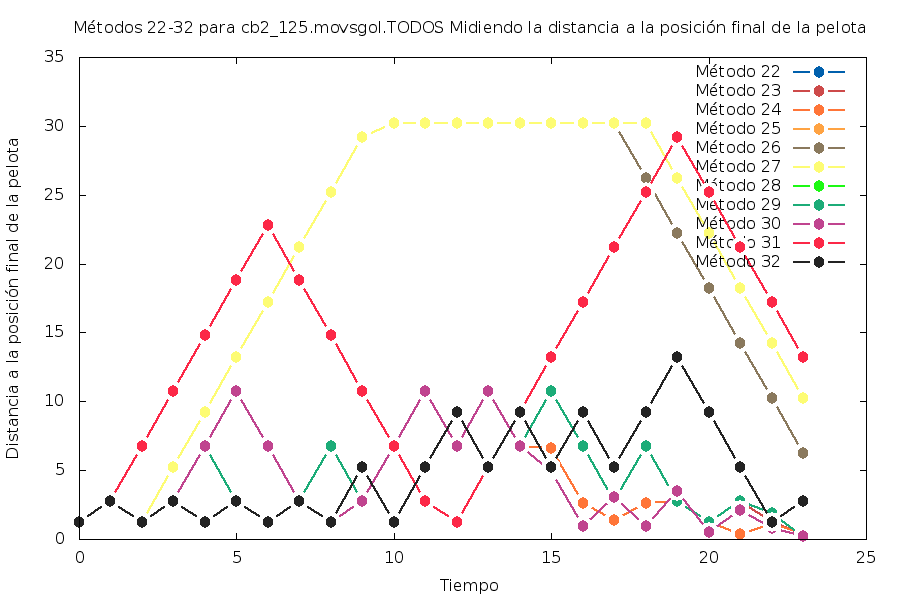 Métodos 22-32 para cb2_125.movsgol.TODOS Midiendo la distancia a la posición final de la pelota
35
30
25
20
15
10
5
0
0 5 10 15 20 25
Distancia a la posición final de la pelota
Tiempo
Método 22
Método 23
Método 24
Método 25
Método 26
Método 27
Método 28
Método 29
Método 30
Método 31
Método 32